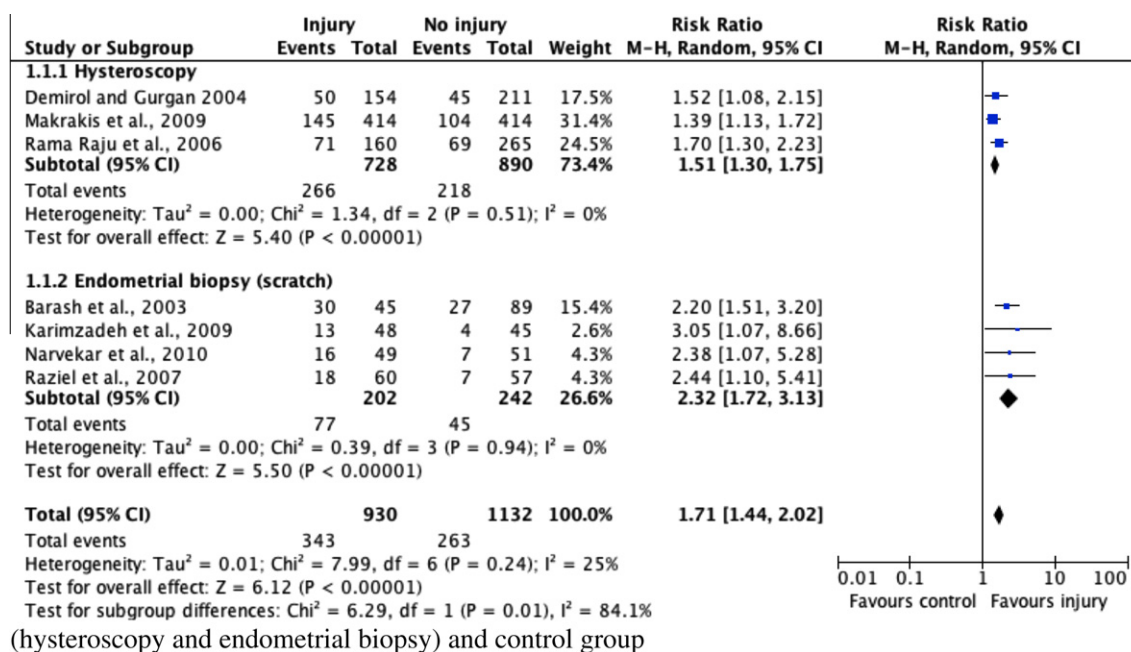 Injury No injury Risk Ratio Risk Ratio
Study or Subgroup Events Total Events Total Weight M-H, Random, 95% CI M-H, Random, 95% CI
1.1.1 Hysteroscopy
Demirol and Gurgan 2004 50 154 45 211 17.5% 1.52 [1.08, 2.15]
Makrakis et al., 2009 145 414 104 414 31.4% 1.39 [1.13, 1.72]
Rama Raju et al., 2006 71 160 69 265 24.5% 1.70 [1.30, 2.23]
Subtotal (95% CI) 728 890 73.4% 1.51 [1.30, 1.75]
Total events 266 218
Heterogeneity: Tau² = 0.00; Chi² = 1.34, df = 2 (P = 0.51); I² = 0%
Test for overall effect: Z = 5.40 (P < 0.00001)
1.1.2 Endometrial biopsy (scratch)
Barash et al., 2003 30 45 27 89 15.4% 2.20 [1.51, 3.20]
Karimzadeh et al., 2009 13 48 4 45 2.6% 3.05 [1.07, 8.66]
Narvekar et al., 2010 16 49 7 51 4.3% 2.38 [1.07, 5.28]
Raziel et al., 2007 18 60 7 57 4.3% 2.44 [1.10, 5.41]
Subtotal (95% CI) 202 242 26.6% 2.32 [1.72, 3.13]
Total events 77 45
Heterogeneity: Tau² = 0.00; Chi² = 0.39, df = 3 (P = 0.94); I² = 0%
Test for overall effect: Z = 5.50 (P < 0.00001)
Total (95% CI) 930 1132 100.0% 1.71 [1.44, 2.02]
Total events 343 263
Heterogeneity: Tau² = 0.01; Chi² = 7.99, df = 6 (P = 0.24); I² = 25%
Test for overall effect: Z = 6.12 (P < 0.00001)
Test for subgroup differences: Chi² = 6.29, df = 1 (P = 0.01), I² = 84.1%
0.01 0.1 1 10 100
Favours control Favours injury
(hysteroscopy and endometrial biopsy) and control group